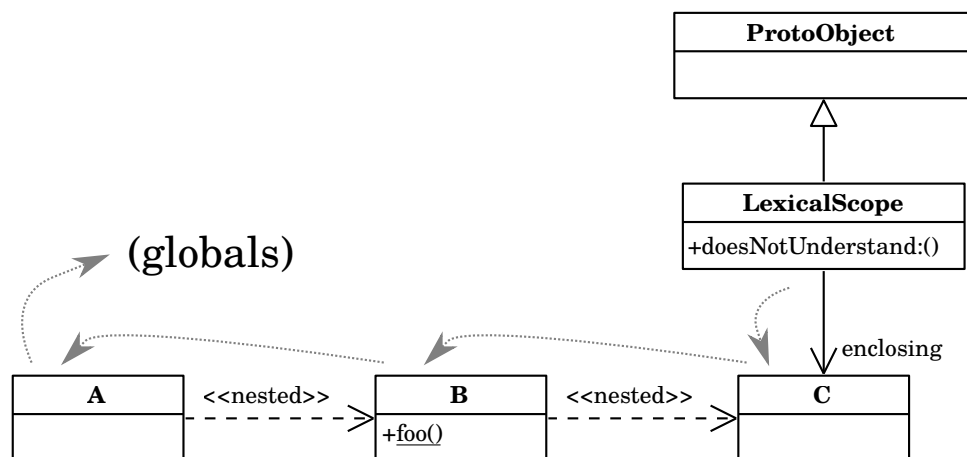 ProtoObject
LexicalScope
+doesNotUnderstand:()
(globals)
enclosing
A
<<nested>>
B
<<nested>>
C
+foo()